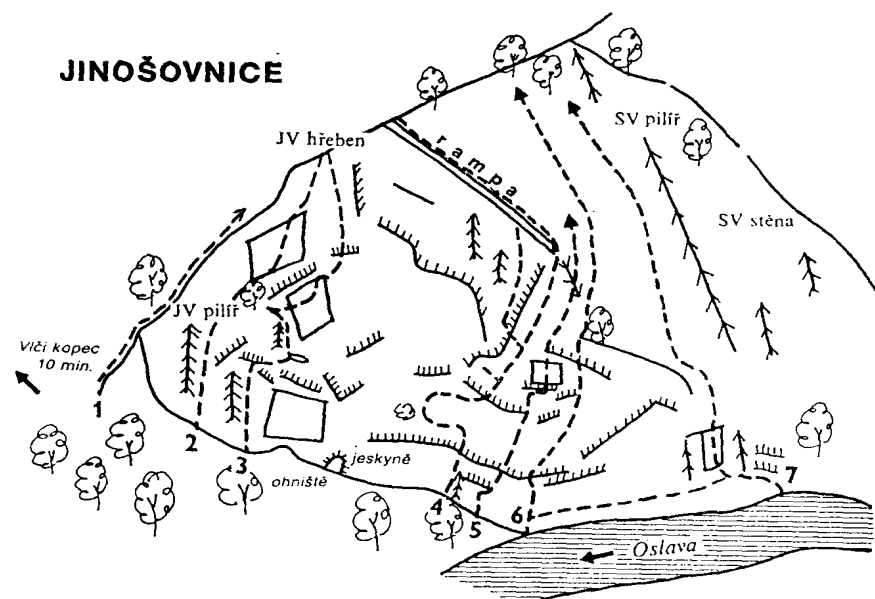 JINOŠOVNICE
JV hřeben
rampa
SV pilíř
SV stěna
JV pilíř
Vlčí kopec
10 min.
1
2
3
jeskyně
ohniště
4
5
6
7
Oslava